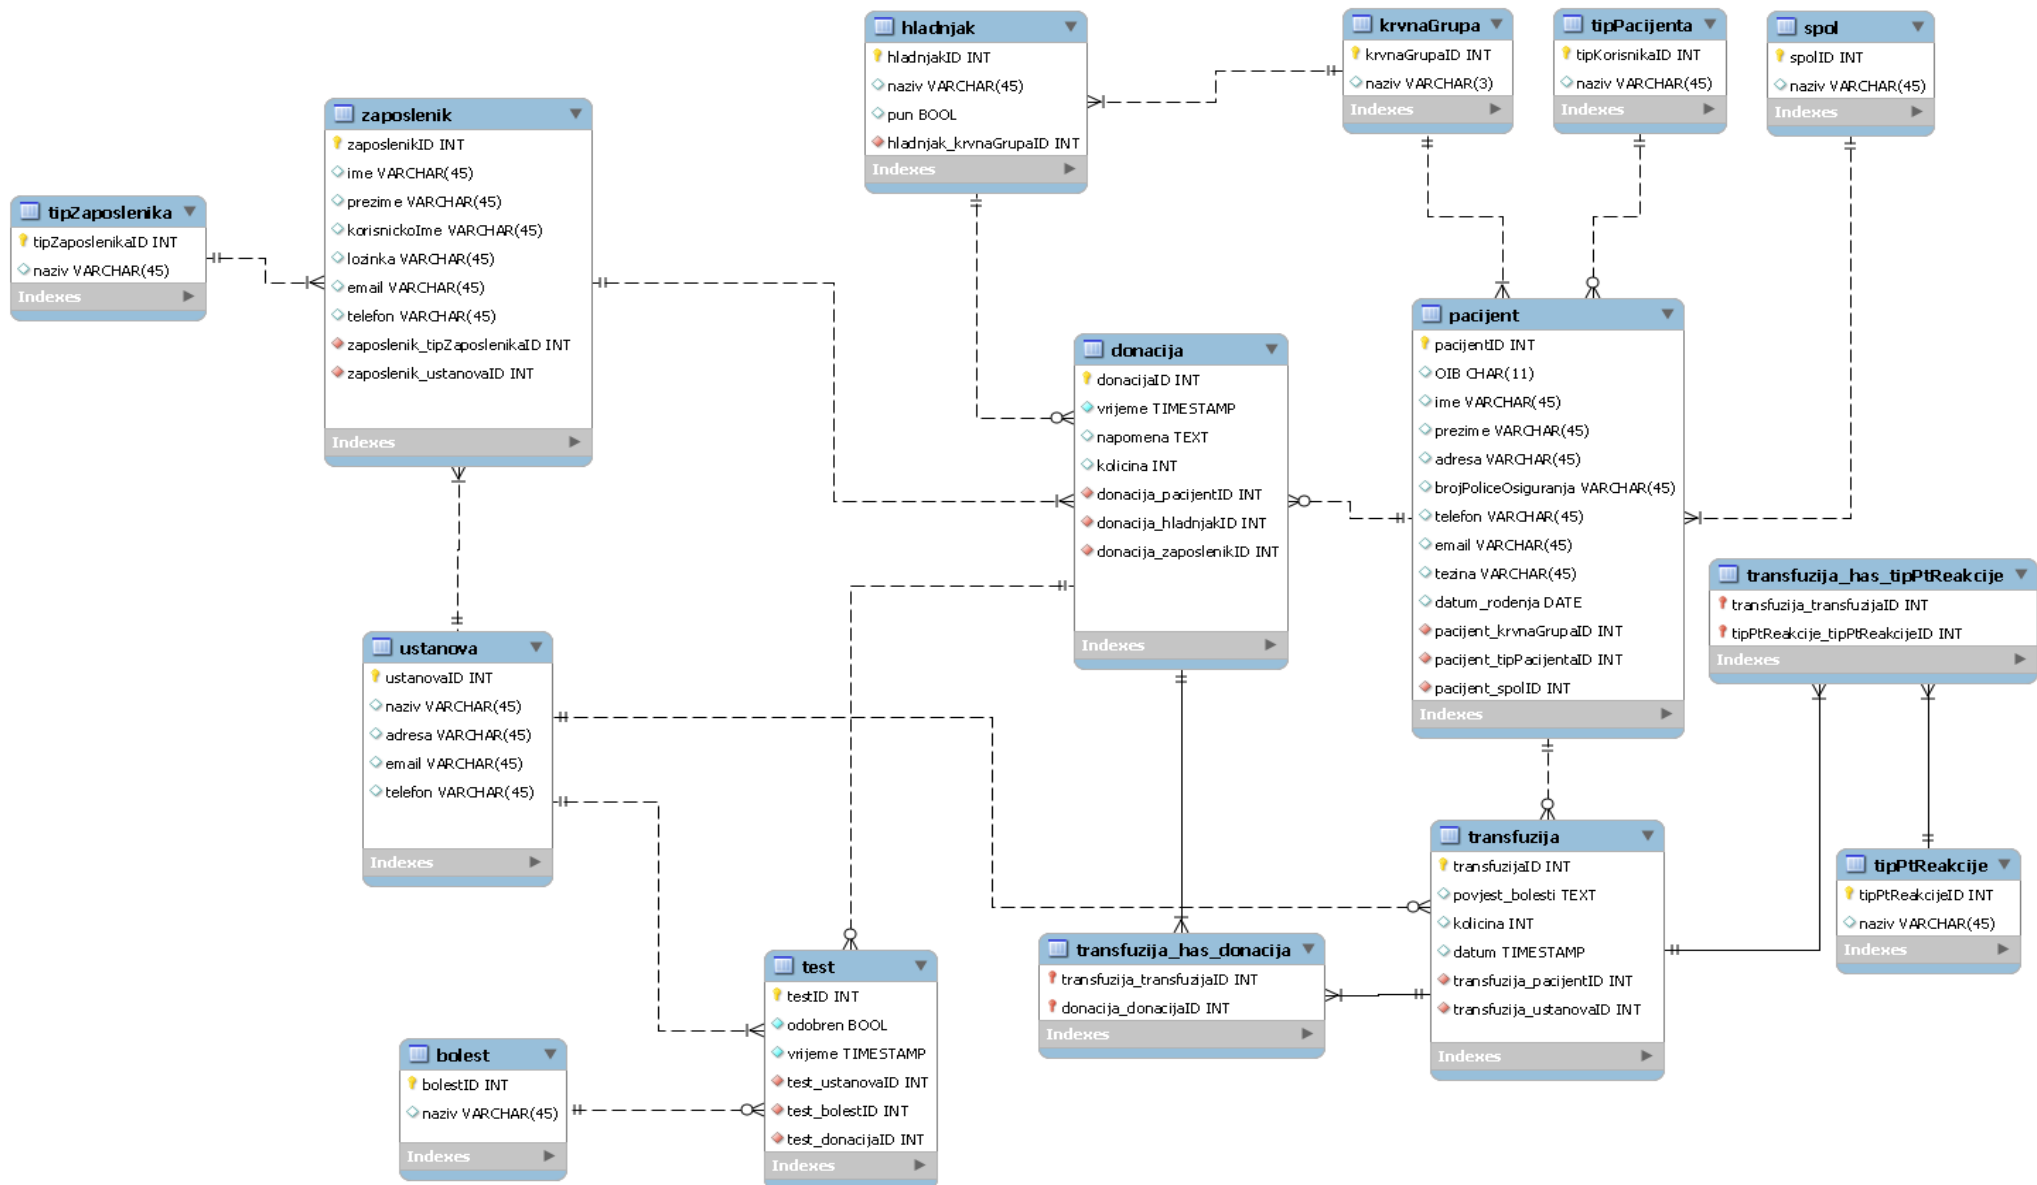 hladnjak
hladnjakID INT
naziv VARCHAR(45)
pun BOOL
hladnjak_krvnaGrupaID INT
Indexes
krvnaGrupa
krvnaGrupaID INT
naziv VARCHAR(3)
Indexes
tipPacijenta
tipKorisnikaID INT
naziv VARCHAR(45)
Indexes
spol
spolID INT
naziv VARCHAR(45)
Indexes
zaposlenik
zaposlenikID INT
ime VARCHAR(45)
prezime VARCHAR(45)
korisnickoIme VARCHAR(45)
lozinka VARCHAR(45)
email VARCHAR(45)
telefon VARCHAR(45)
zaposlenik_tipZaposlenikaID INT
zaposlenik_ustanovaID INT
Indexes
tipZaposlenika
tipZaposlenikaID INT
naziv VARCHAR(45)
Indexes
donacija
donacijaID INT
vrijeme TIMESTAMP
napomena TEXT
kolicina INT
donacija_pacijentID INT
donacija_hladnjakID INT
donacija_zaposlenikID INT
Indexes
pacijent
pacijentID INT
OIB CHAR(11)
ime VARCHAR(45)
prezime VARCHAR(45)
adresa VARCHAR(45)
brojPoliceOsiguranja VARCHAR(45)
telefon VARCHAR(45)
email VARCHAR(45)
tezina VARCHAR(45)
datum_rodenja DATE
pacijent_krvnaGrupaID INT
pacijent_tipPacijentaID INT
pacijent_spolID INT
Indexes
transfuzija_has_tipPtReakcije
transfuzija_transfuzijaID INT
tipPtReakcije_tipPtReakcijeID INT
Indexes
ustanova
ustanovaID INT
naziv VARCHAR(45)
adresa VARCHAR(45)
email VARCHAR(45)
telefon VARCHAR(45)
Indexes
transfuzija
transfuzijaID INT
povjest_bolesti TEXT
kolicina INT
datum TIMESTAMP
transfuzija_pacijentID INT
transfuzija_ustanovaID INT
Indexes
tipPtReakcije
tipPtReakcijeID INT
naziv VARCHAR(45)
Indexes
transfuzija_has_donacija
transfuzija_transfuzijaID INT
donacija_donacijaID INT
Indexes
test
testID INT
odobren BOOL
vrijeme TIMESTAMP
test_ustanovaID INT
test_bolestID INT
test_donacijaID INT
Indexes
bolest
bolestID INT
naziv VARCHAR(45)
Indexes